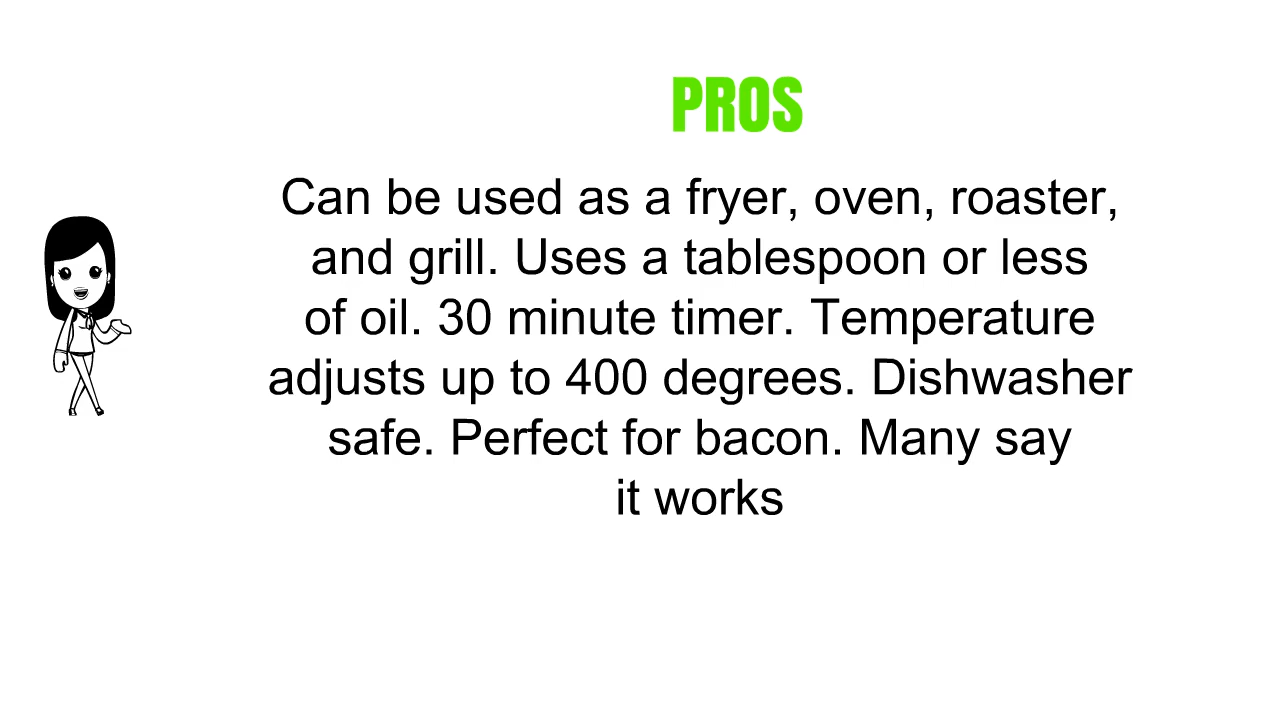 PROS
Can be used as a fryer, oven, roaster,
and grill. Uses a tablespoon or less
of oil. 30 minute timer. Temperature
adjusts up to 400 degrees. Dishwasher
safe. Perfect for bacon. Many say
it works